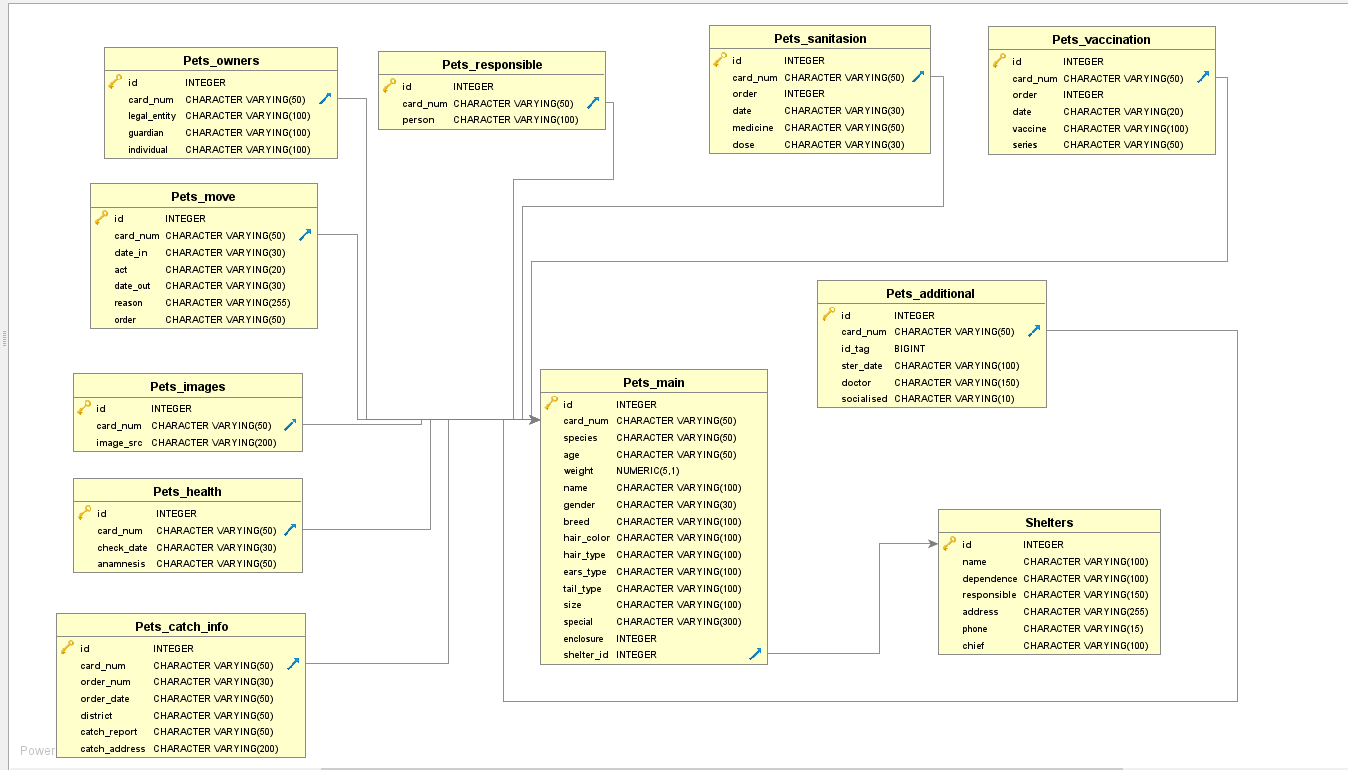 Pets_owners
id INTEGER
card_num CHARACTER VARYING(50)
legal_entity CHARACTER VARYING(100)
guardian CHARACTER VARYING(100)
individual CHARACTER VARYING(100)
Pets_responsible
id INTEGER
card_num CHARACTER VARYING(50)
person CHARACTER VARYING(100)
Pets_sanitasion
id INTEGER
card_num CHARACTER VARYING(50)
order INTEGER
date CHARACTER VARYING(30)
medicine CHARACTER VARYING(50)
dose CHARACTER VARYING(30)
Pets_vaccination
id INTEGER
card_num CHARACTER VARYING(50)
order INTEGER
date CHARACTER VARYING(20)
vaccine CHARACTER VARYING(100)
series CHARACTER VARYING(50)
Pets_move
id INTEGER
card_num CHARACTER VARYING(50)
date_in CHARACTER VARYING(30)
act CHARACTER VARYING(20)
date_out CHARACTER VARYING(30)
reason CHARACTER VARYING(255)
order CHARACTER VARYING(50)
Pets_additional
id INTEGER
card_num CHARACTER VARYING(50)
id_tag BIGINT
ster_date CHARACTER VARYING(100)
doctor CHARACTER VARYING(150)
socialised CHARACTER VARYING(10)
Pets_images
id INTEGER
card_num CHARACTER VARYING(50)
image_src CHARACTER VARYING(200)
Pets_main
id INTEGER
card_num CHARACTER VARYING(50)
species CHARACTER VARYING(50)
age CHARACTER VARYING(50)
weight NUMERIC(5,1)
name CHARACTER VARYING(100)
gender CHARACTER VARYING(30)
breed CHARACTER VARYING(100)
hair_color CHARACTER VARYING(100)
hair_type CHARACTER VARYING(100)
ears_type CHARACTER VARYING(100)
tail_type CHARACTER VARYING(100)
size CHARACTER VARYING(100)
special CHARACTER VARYING(300)
enclosure INTEGER
shelter_id INTEGER
Pets_health
id INTEGER
card_num CHARACTER VARYING(50)
check_date CHARACTER VARYING(30)
anamnesis CHARACTER VARYING(50)
Shelters
id INTEGER
name CHARACTER VARYING(100)
dependence CHARACTER VARYING(100)
responsible CHARACTER VARYING(150)
address CHARACTER VARYING(255)
phone CHARACTER VARYING(15)
chief CHARACTER VARYING(100)
Pets_catch_info
id INTEGER
card_num CHARACTER VARYING(50)
order_num CHARACTER VARYING(30)
order_date CHARACTER VARYING(50)
district CHARACTER VARYING(50)
catch_report CHARACTER VARYING(50)
catch_address CHARACTER VARYING(200)
Power